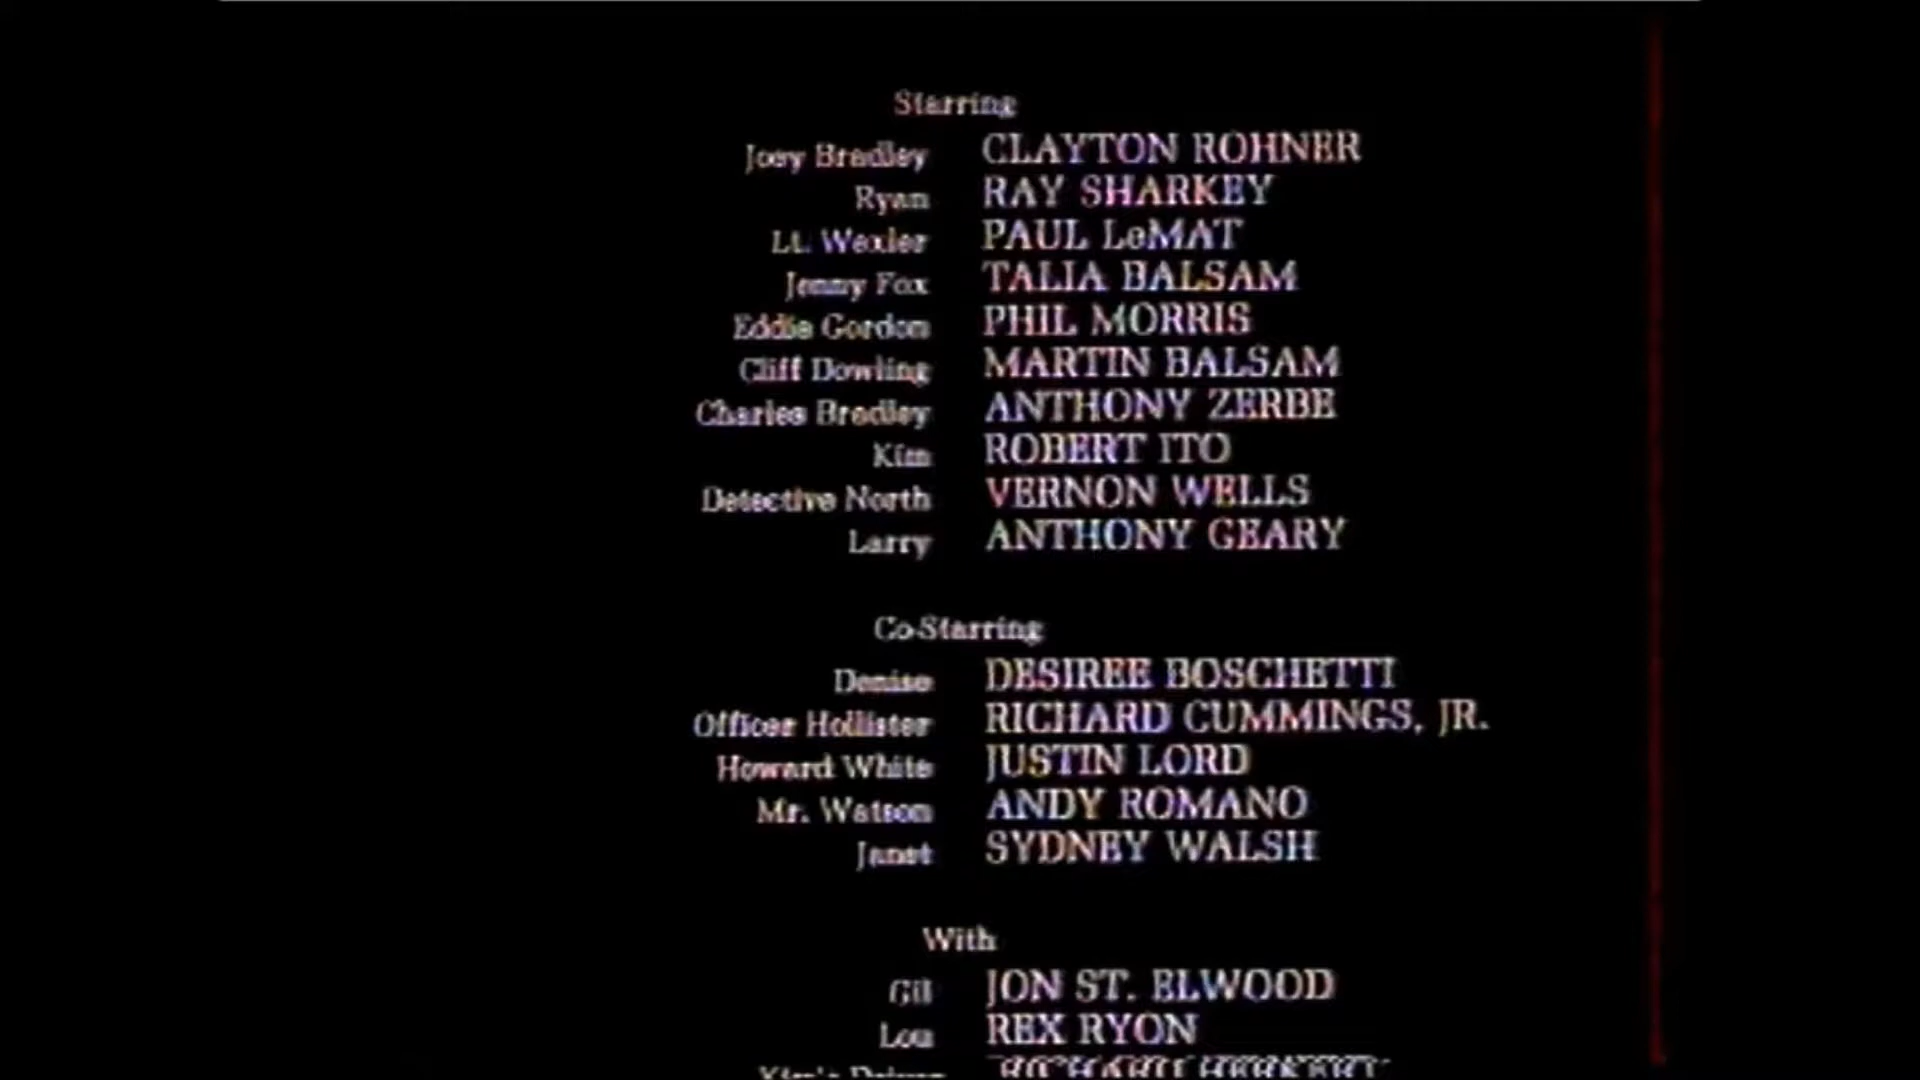 Starring
Joey Bradley CLAYTON ROHNER
Ryan RAY SHARKEY
Lt. Wexler PAUL LeMAT
Jenny Fox TALIA BALSAM
Eddie Gordon PHIL MORRIS
Cliff Dowling MARTIN BALSAM
Charles Bradley ANTHONY ZERBE
Kim ROBERT ITO
Detective North VERNON WELLS
Larry ANTHONY GEARY
Co-Starring
Denise DESIREE BOSCHETTI
Officer Hollister RICHARD CUMMINGS, JR.
Howard White JUSTIN LORD
Mr. Watson ANDY ROMANO
Janet SYDNEY WALSH
With
Gil JON ST. ELWOOD
Lou REX RYON
Kim's Driver RICHARD